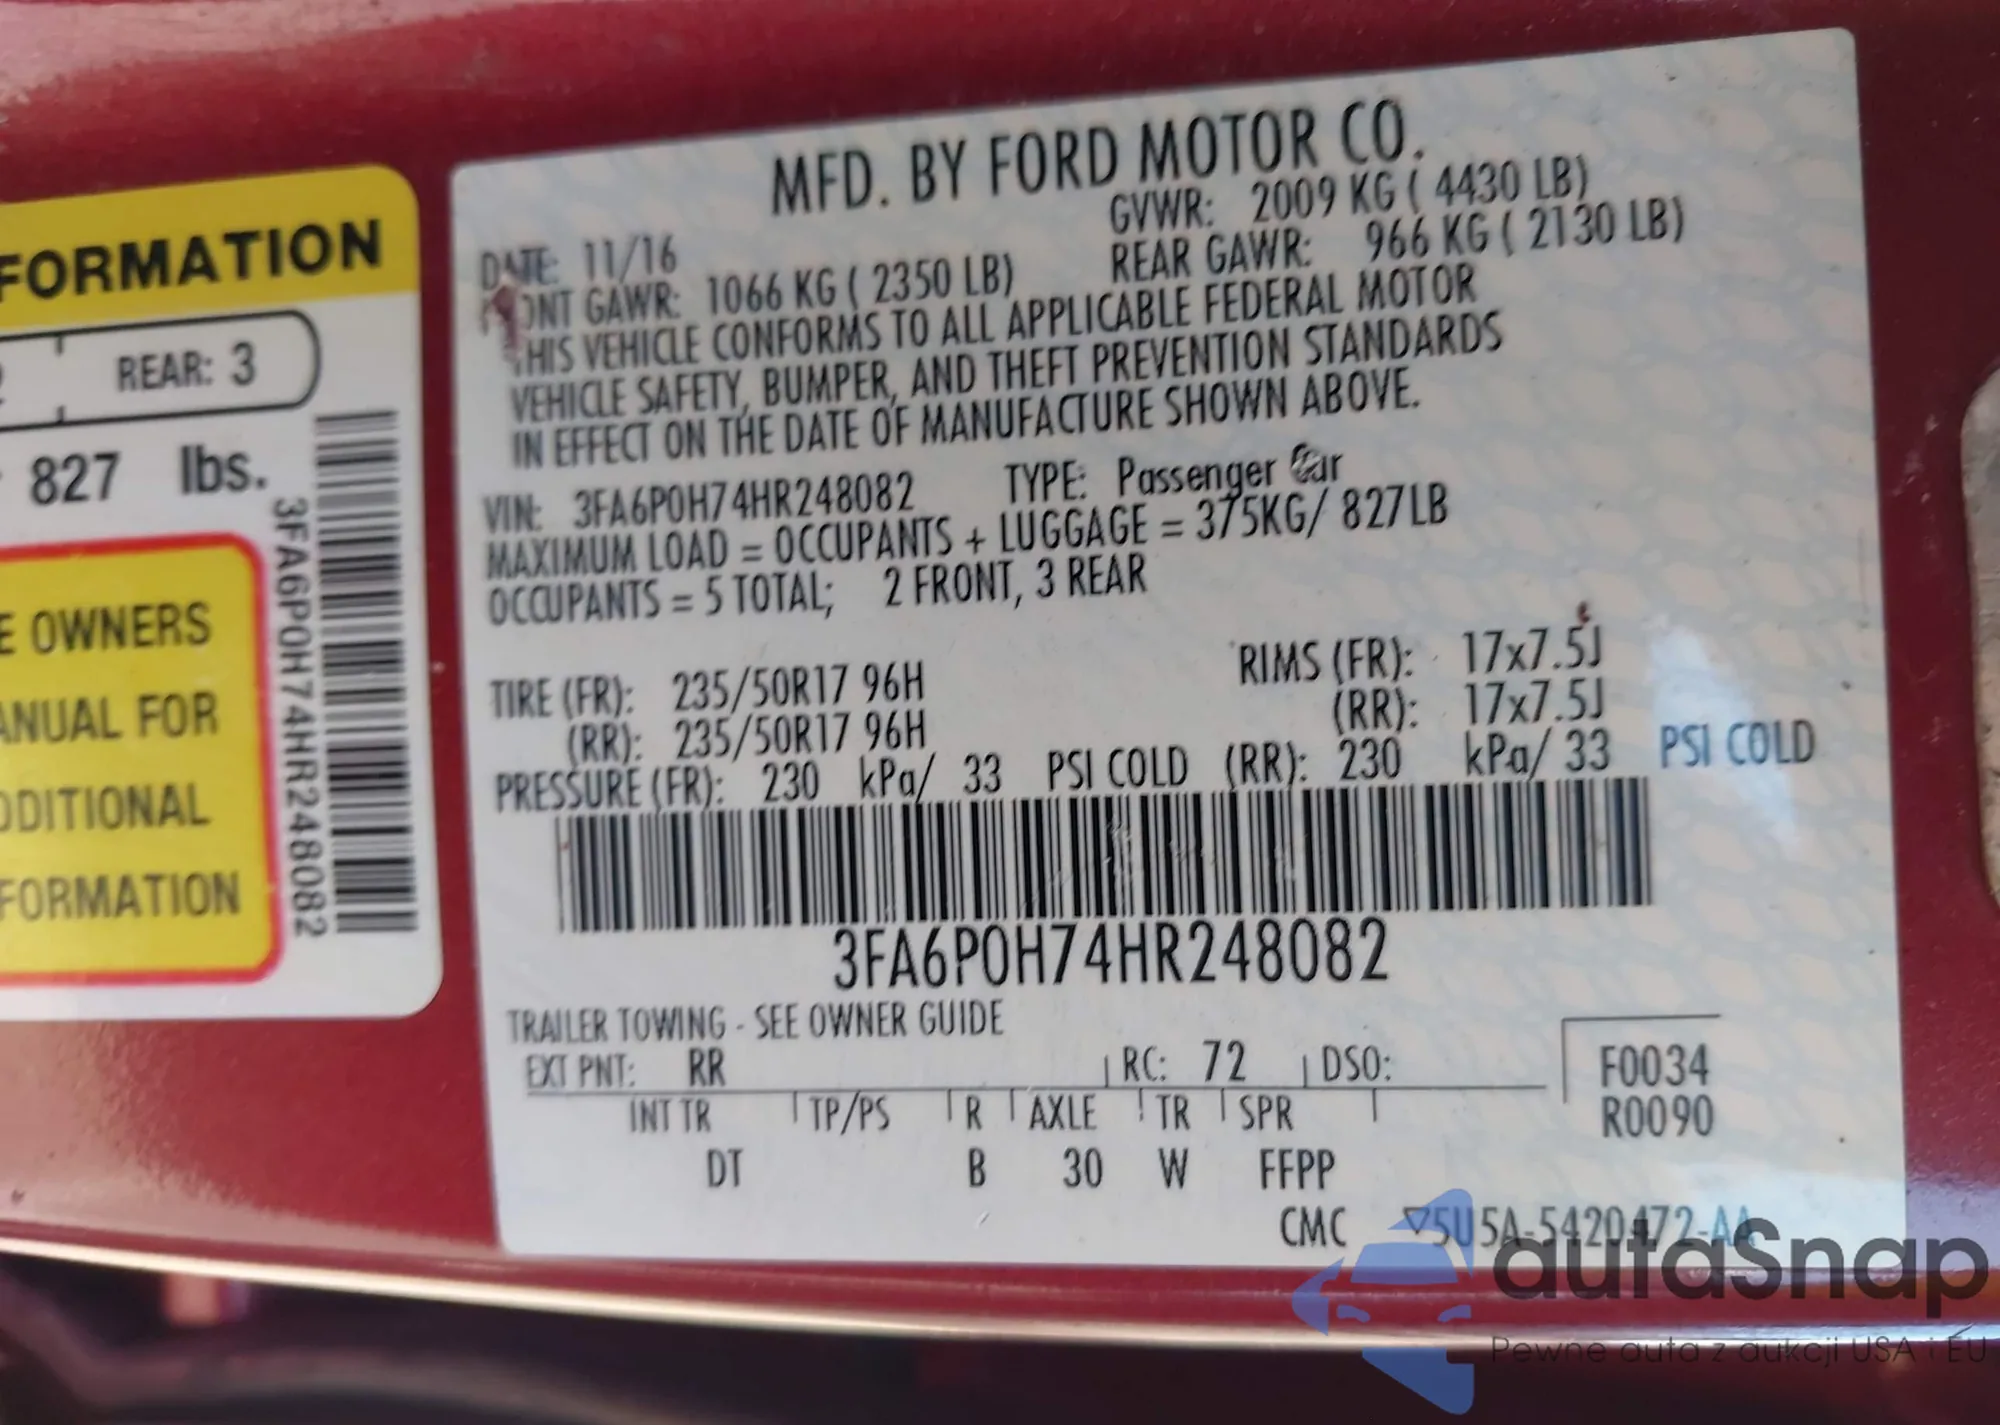 FORMATION
REAR: 3
827 lbs.
E OWNERS
ANUAL FOR
DDITIONAL
FORMATION
3FA6P0H74HR248082
MFD. BY FORD MOTOR CO.
DATE: 11/16 GVWR: 2009 KG ( 4430 LB)
FRONT GAWR: 1066 KG ( 2350 LB) REAR GAWR: 966 KG ( 2130 LB)
THIS VEHICLE CONFORMS TO ALL APPLICABLE FEDERAL MOTOR
VEHICLE SAFETY, BUMPER, AND THEFT PREVENTION STANDARDS
IN EFFECT ON THE DATE OF MANUFACTURE SHOWN ABOVE.
VIN: 3FA6P0H74HR248082 TYPE: Passenger Car
MAXIMUM LOAD = OCCUPANTS + LUGGAGE = 375KG/ 827LB
OCCUPANTS = 5 TOTAL; 2 FRONT, 3 REAR
TIRE (FR): 235/50R17 96H RIMS (FR): 17x7.5J
(RR): 235/50R17 96H (RR): 17x7.5J
PRESSURE (FR): 230 kPa/ 33 PSI COLD (RR): 230 kPa/ 33 PSI COLD
3FA6P0H74HR248082
TRAILER TOWING - SEE OWNER GUIDE
EXT PNT: RR RC: 72 DSO:
INT TR TP/PS R AXLE TR SPR
DT B 30 W FFPP
F0034
R0090
CMC ▽5U5A-5420472-AA
autaSnap
Pewne auta z aukcji USA i EU